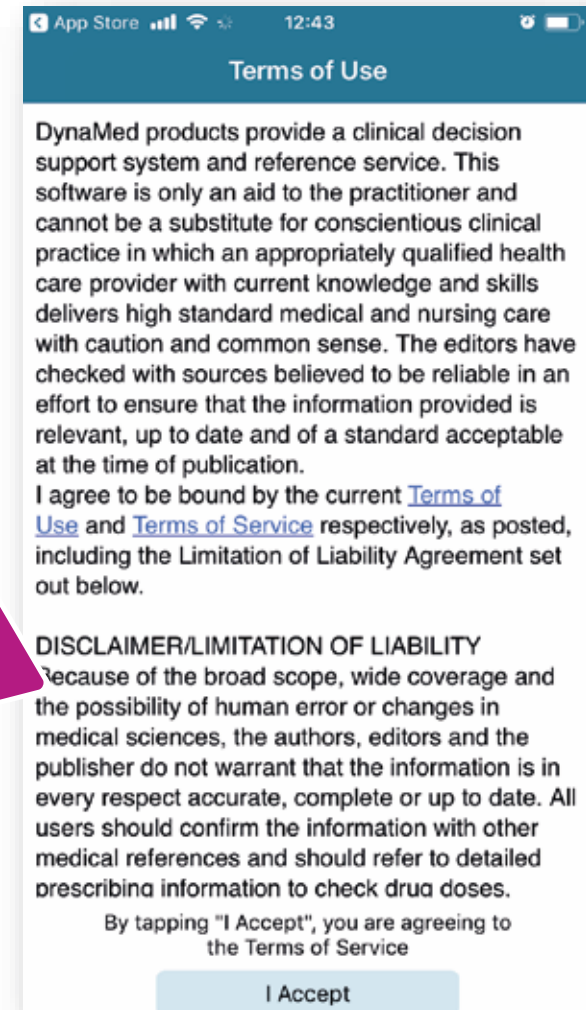 App Store 12:43
Terms of Use
DynaMed products provide a clinical decision
support system and reference service. This
software is only an aid to the practitioner and
cannot be a substitute for conscientious clinical
practice in which an appropriately qualified health
care provider with current knowledge and skills
delivers high standard medical and nursing care
with caution and common sense. The editors have
checked with sources believed to be reliable in an
effort to ensure that the information provided is
relevant, up to date and of a standard acceptable
at the time of publication.
I agree to be bound by the current Terms of
Use and Terms of Service respectively, as posted,
including the Limitation of Liability Agreement set
out below.
DISCLAIMER/LIMITATION OF LIABILITY
Because of the broad scope, wide coverage and
the possibility of human error or changes in
medical sciences, the authors, editors and the
publisher do not warrant that the information is in
every respect accurate, complete or up to date. All
users should confirm the information with other
medical references and should refer to detailed
prescribing information to check drug doses.
By tapping "I Accept", you are agreeing to
the Terms of Service
I Accept